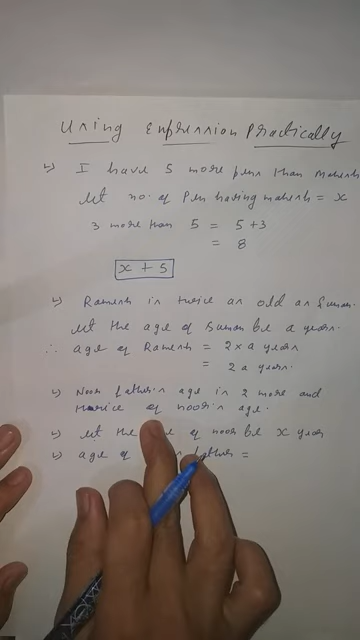 Using Expression Practically
I have 5 more pens than Mahesh
let no. of Pen having mahesh = x
3 more than 5 = 5 + 3
= 8
x + 5
Ramesh is twice as old as Suman.
let the age of Suman be a years.
∴ age of Ramesh = 2 × a years
= 2a years.
Noor father's age is 2 more and
thrice of noor's age.
let the of noor be x year
age of father =